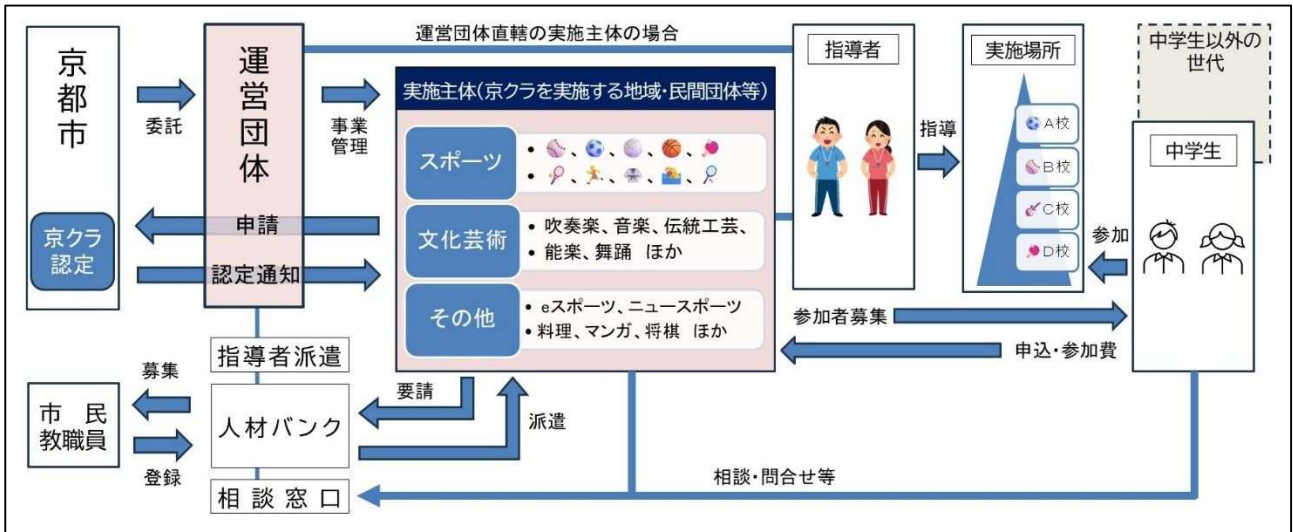 京都市
委託
京クラ
認定
運営団体
申請
認定通知
事業
管理
運営団体直轄の実施主体の場合
実施主体(京クラを実施する地域・民間団体等)
スポーツ
• 、、、、
• 、、、、
文化芸術
• 吹奏楽、音楽、伝統工芸、
• 能楽、舞踊 ほか
その他
• eスポーツ、ニュースポーツ
• 料理、マンガ、将棋 ほか
指導者
指導
実施場所
A校
B校
C校
D校
中学生以外の
世代
中学生
参加
参加者募集
申込・参加費
指導者派遣
募集
市民
教職員
登録
人材バンク
要請
派遣
相談窓口
相談・問合せ等